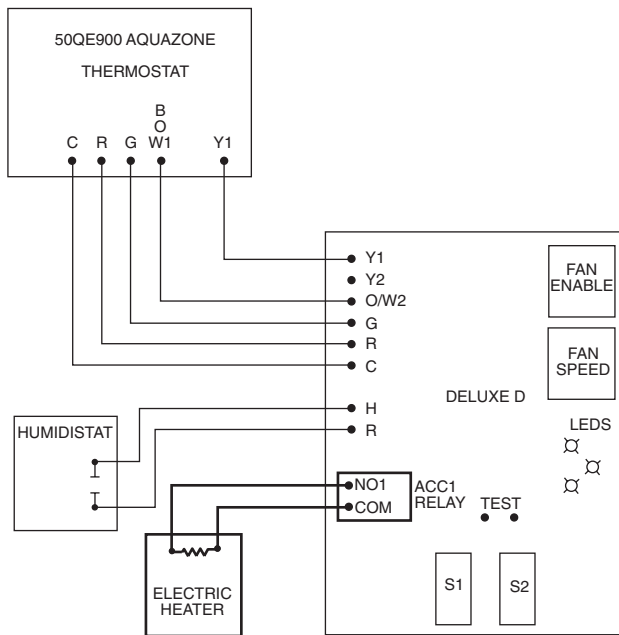 50QE900 AQUAZONE
THERMOSTAT
B
O
C R G W1 Y1
Y1
Y2
O/W2
G
R
C
H
R
FAN
ENABLE
FAN
SPEED
DELUXE D
LEDS
HUMIDISTAT
NO1
COM
ACC1
RELAY
TEST
S1
S2
ELECTRIC
HEATER